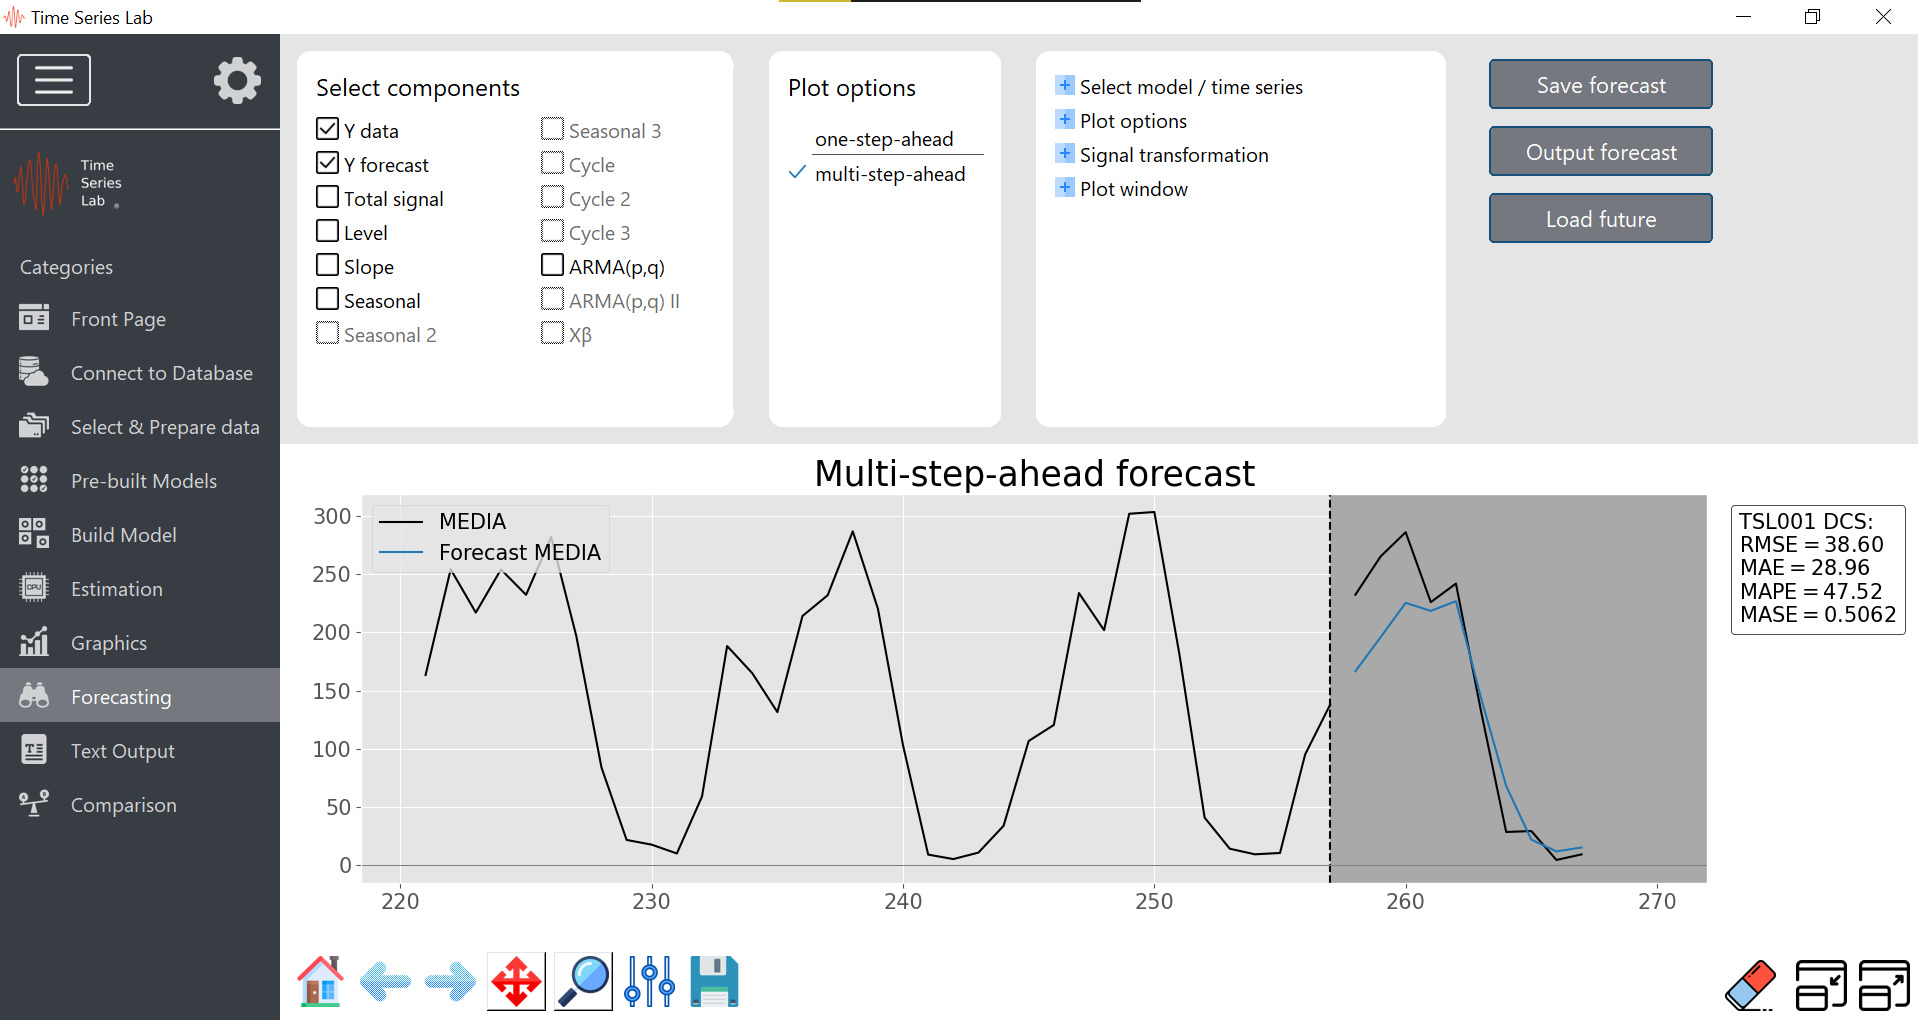 Time Series Lab
Time
Series
Lab
Categories
Front Page
Connect to Database
Select & Prepare data
Pre-built Models
Build Model
Estimation
Graphics
Forecasting
Text Output
Comparison
Select components
Y data
Y forecast
Total signal
Level
Slope
Seasonal
Seasonal 2
Seasonal 3
Cycle
Cycle 2
Cycle 3
ARMA(p,q)
ARMA(p,q) II
Xβ
Plot options
one-step-ahead
multi-step-ahead
Select model / time series
Plot options
Signal transformation
Plot window
Save forecast
Output forecast
Load future
Multi-step-ahead forecast
MEDIA
Forecast MEDIA
300
250
200
150
100
50
0
220
230
240
250
260
270
TSL001 DCS:
RMSE = 38.60
MAE = 28.96
MAPE = 47.52
MASE = 0.5062